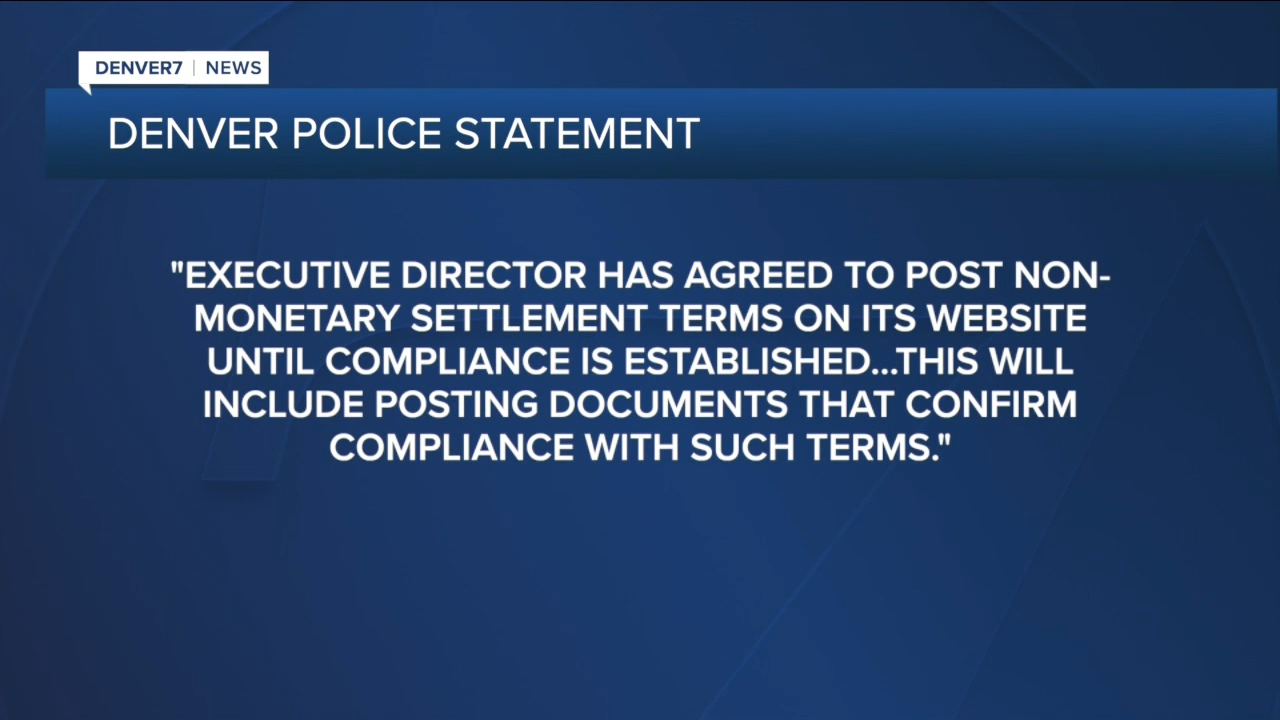 DENVER7 | NEWS
DENVER POLICE STATEMENT
"EXECUTIVE DIRECTOR HAS AGREED TO POST NON-
MONETARY SETTLEMENT TERMS ON ITS WEBSITE
UNTIL COMPLIANCE IS ESTABLISHED...THIS WILL
INCLUDE POSTING DOCUMENTS THAT CONFIRM
COMPLIANCE WITH SUCH TERMS."